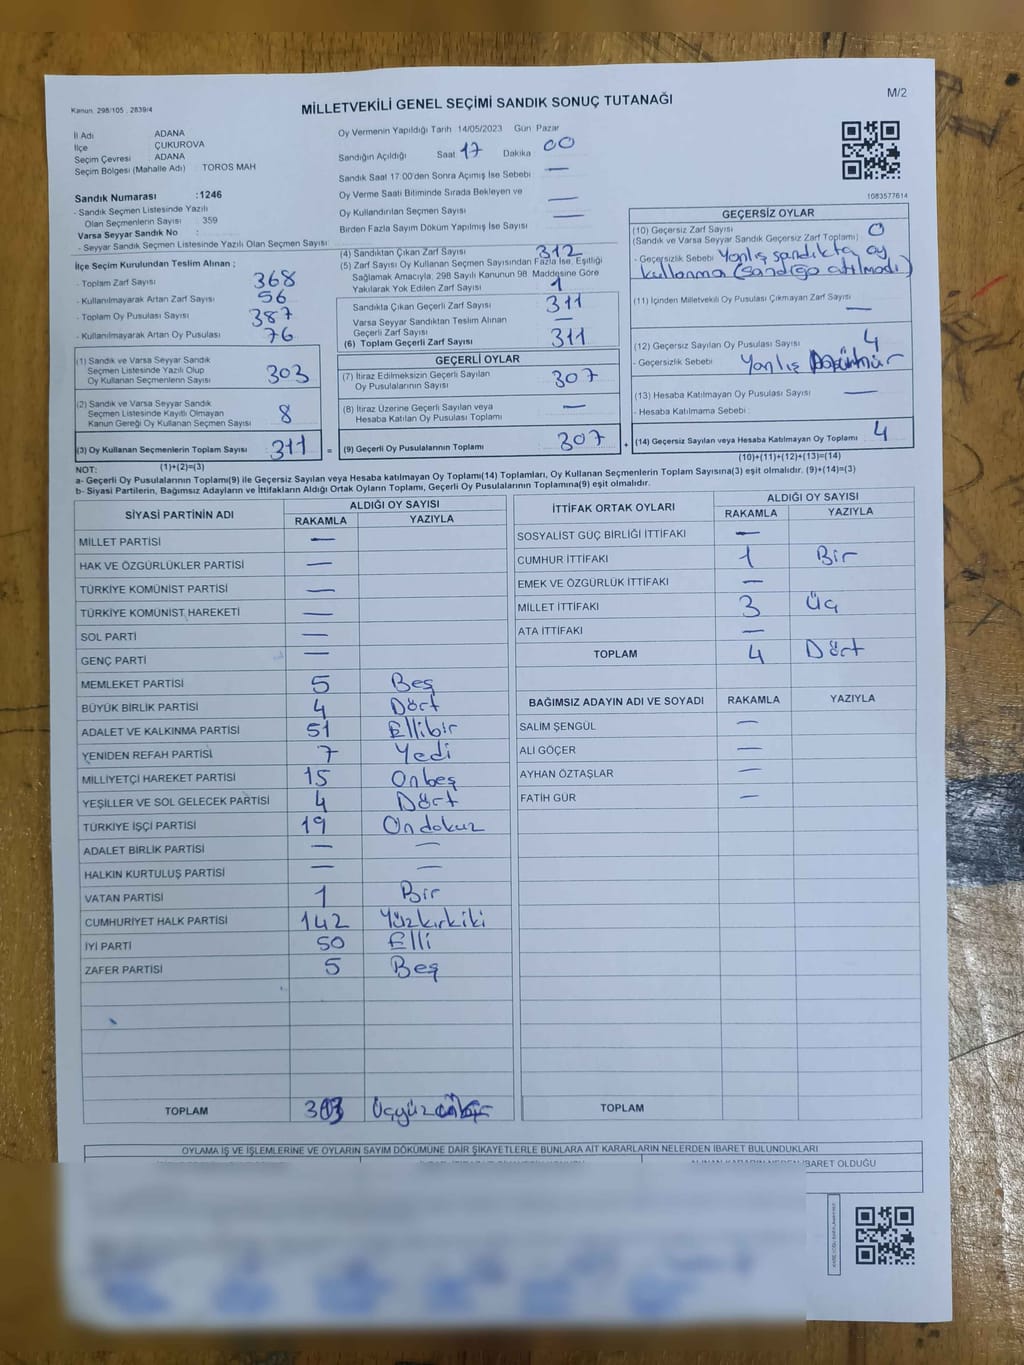 Kanun. 298/105 , 2839/4
MİLLETVEKİLİ GENEL SEÇİMİ SANDIK SONUÇ TUTANAĞI
M/2
İl Adı ADANA
İlçe ÇUKUROVA
Seçim Çevresi ADANA
Seçim Bölgesi (Mahalle Adı) TOROS MAH
Oy Vermenin Yapıldığı Tarih 14/05/2023 Gün Pazar
Sandığın Açıldığı Saat 17 Dakika 00
Sandık Saat 17:00'den Sonra Açımış İse Sebebi —
Oy Verme Saati Bitiminde Sırada Bekleyen ve
Oy Kullandırılan Seçmen Sayısı —
Birden Fazla Sayım Döküm Yapılmış İse Sayısı —
1083577614
Sandık Numarası :1246
- Sandık Seçmen Listesinde Yazılı
Olan Seçmenlerin Sayısı : 359
Varsa Seyyar Sandık No :
- Seyyar Sandık Seçmen Listesinde Yazılı Olan Seçmen Sayısı:
İlçe Seçim Kurulundan Teslim Alınan ;
- Toplam Zarf Sayısı 368
- Kullanılmayarak Artan Zarf Sayısı 56
- Toplam Oy Pusulası Sayısı 387
- Kullanılmayarak Artan Oy Pusulası 76
(1) Sandık ve Varsa Seyyar Sandık
Seçmen Listesinde Yazılı Olup
Oy Kullanan Seçmenlerin Sayısı 303
(2) Sandık ve Varsa Seyyar Sandık
Seçmen Listesinde Kayıtlı Olmayan
Kanun Gereği Oy Kullanan Seçmen Sayısı 8
(3) Oy Kullanan Seçmenlerin Toplam Sayısı 311 =
(1)+(2)=(3)
(4) Sandıktan Çıkan Zarf Sayısı 312
(5) Zarf Sayısı Oy Kullanan Seçmen Sayısından Fazla İse, Eşitliği
Sağlamak Amacıyla, 298 Sayılı Kanunun 98. Maddesine Göre
Yakılarak Yok Edilen Zarf Sayısı 1
Sandıkta Çıkan Geçerli Zarf Sayısı 311
Varsa Seyyar Sandıktan Teslim Alınan
Geçerli Zarf Sayısı —
(6) Toplam Geçerli Zarf Sayısı 311
GEÇERLİ OYLAR
(7) İtiraz Edilmeksizin Geçerli Sayılan
Oy Pusulalarının Sayısı 307
(8) İtiraz Üzerine Geçerli Sayılan veya
Hesaba Katılan Oy Pusulası Toplamı —
(9) Geçerli Oy Pusulalarının Toplamı 307 +
GEÇERSİZ OYLAR
(10) Geçersiz Zarf Sayısı 0
(Sandık ve Varsa Seyyar Sandık Geçersiz Zarf Toplamı)
- Geçersizlik Sebebi Yanlış sandıkta oy
kullanma (sandığa atılmadı)
(11) İçinden Milletvekili Oy Pusulası Çıkmayan Zarf Sayısı
—
(12) Geçersiz Sayılan Oy Pusulası Sayısı 4
- Geçersizlik Sebebi Yanlış
(13) Hesaba Katılmayan Oy Pusulası Sayısı —
- Hesaba Katılmama Sebebi :
(14) Geçersiz Sayılan veya Hesaba Katılmayan Oy Toplamı 4
(10)+(11)+(12)+(13)=(14)
NOT:
a- Geçerli Oy Pusulalarının Toplamı(9) ile Geçersiz Sayılan veya Hesaba katılmayan Oy Toplamı(14) Toplamları, Oy Kullanan Seçmenlerin Toplam Sayısına(3) eşit olmalıdır. (9)+(14)=(3)
b- Siyasi Partilerin, Bağımsız Adayların ve İttifakların Aldığı Ortak Oyların Toplamı, Geçerli Oy Pusulalarının Toplamına(9) eşit olmalıdır.
SİYASİ PARTİNİN ADI ALDIĞI OY SAYISI
RAKAMLA YAZIYLA
MİLLET PARTİSİ —
HAK VE ÖZGÜRLÜKLER PARTİSİ —
TÜRKİYE KOMÜNİST PARTİSİ —
TÜRKİYE KOMÜNİST HAREKETİ —
SOL PARTİ —
GENÇ PARTİ —
MEMLEKET PARTİSİ 5 Beş
BÜYÜK BİRLİK PARTİSİ 4 Dört
ADALET VE KALKINMA PARTİSİ 51 Ellibir
YENİDEN REFAH PARTİSİ 7 Yedi
MİLLİYETÇİ HAREKET PARTİSİ 15 Onbeş
YEŞİLLER VE SOL GELECEK PARTİSİ 4 Dört
TÜRKİYE İŞÇİ PARTİSİ 19 Ondokuz
ADALET BİRLİK PARTİSİ — —
HALKIN KURTULUŞ PARTİSİ — —
VATAN PARTİSİ 1 Bir
CUMHURİYET HALK PARTİSİ 142 Yüzkırkiki
İYİ PARTİ 50 Elli
ZAFER PARTİSİ 5 Beş
TOPLAM
İTTİFAK ORTAK OYLARI ALDIĞI OY SAYISI
RAKAMLA YAZIYLA
SOSYALİST GÜÇ BİRLİĞİ İTTİFAKI —
CUMHUR İTTİFAKI 1 Bir
EMEK VE ÖZGÜRLÜK İTTİFAKI —
MİLLET İTTİFAKI 3 Üç
ATA İTTİFAKI —
TOPLAM 4 Dört
BAĞIMSIZ ADAYIN ADI VE SOYADI RAKAMLA YAZIYLA
SALİM ŞENGÜL —
ALİ GÖÇER —
AYHAN ÖZTAŞLAR —
FATİH GÜR —
TOPLAM
OYLAMA İŞ VE İŞLEMLERİNE VE OYLARIN SAYIM DÖKÜMÜNE DAİR ŞİKAYETLERLE BUNLARA AİT KARARLARIN NELERDEN İBARET BULUNDUKLARI
İBARET OLDUĞU